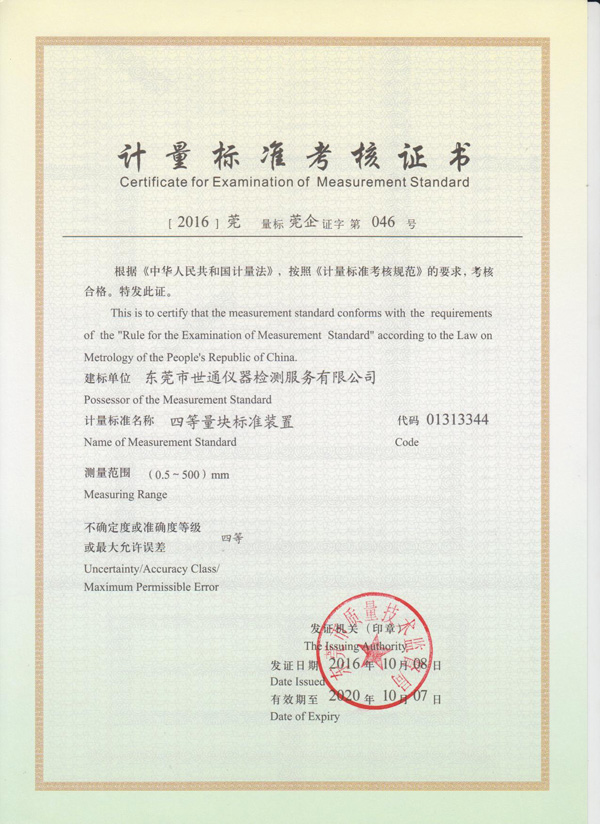 计量标准考核证书
Certificate for Examination of Measurement Standard
[ 2016 ] 莞 量标 莞企 证字 第 046 号
根据《中华人民共和国计量法》，按照《计量标准考核规范》的要求，考核
合格。特发此证。
This is to certify that the measurement standard conforms with the requirements
of the "Rule for the Examination of Measurement Standard" according to the Law on
Metrology of the People's Republic of China.
建标单位 东莞市世通仪器检测服务有限公司
Possessor of the Measurement Standard
计量标准名称 四等量块标准装置 代码 01313344
Name of Measurement Standard Code
测量范围 （0.5～500）mm
Measuring Range
不确定度或准确度等级
或最大允许误差 四等
Uncertainty/Accuracy Class/
Maximum Permissible Error
东莞市质量技术监督局
发证机关（印章）
The Issuing Authority
发证日期 2016 年 10 月 08 日
Date Issued
有效期至 2020 年 10 月 07 日
Date of Expiry